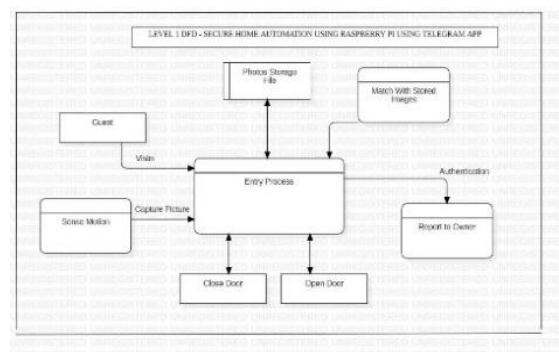 LEVEL 1 DFD - SECURE HOME AUTOMATION USING RASPBERRY PI USING TELEGRAM APP
Photos Storage
File
Match With Stored
Images
Guest
Visits
Entry Process
Authentication
Capture Picture
Sense Motion
Report to Owner
Close Door
Open Door